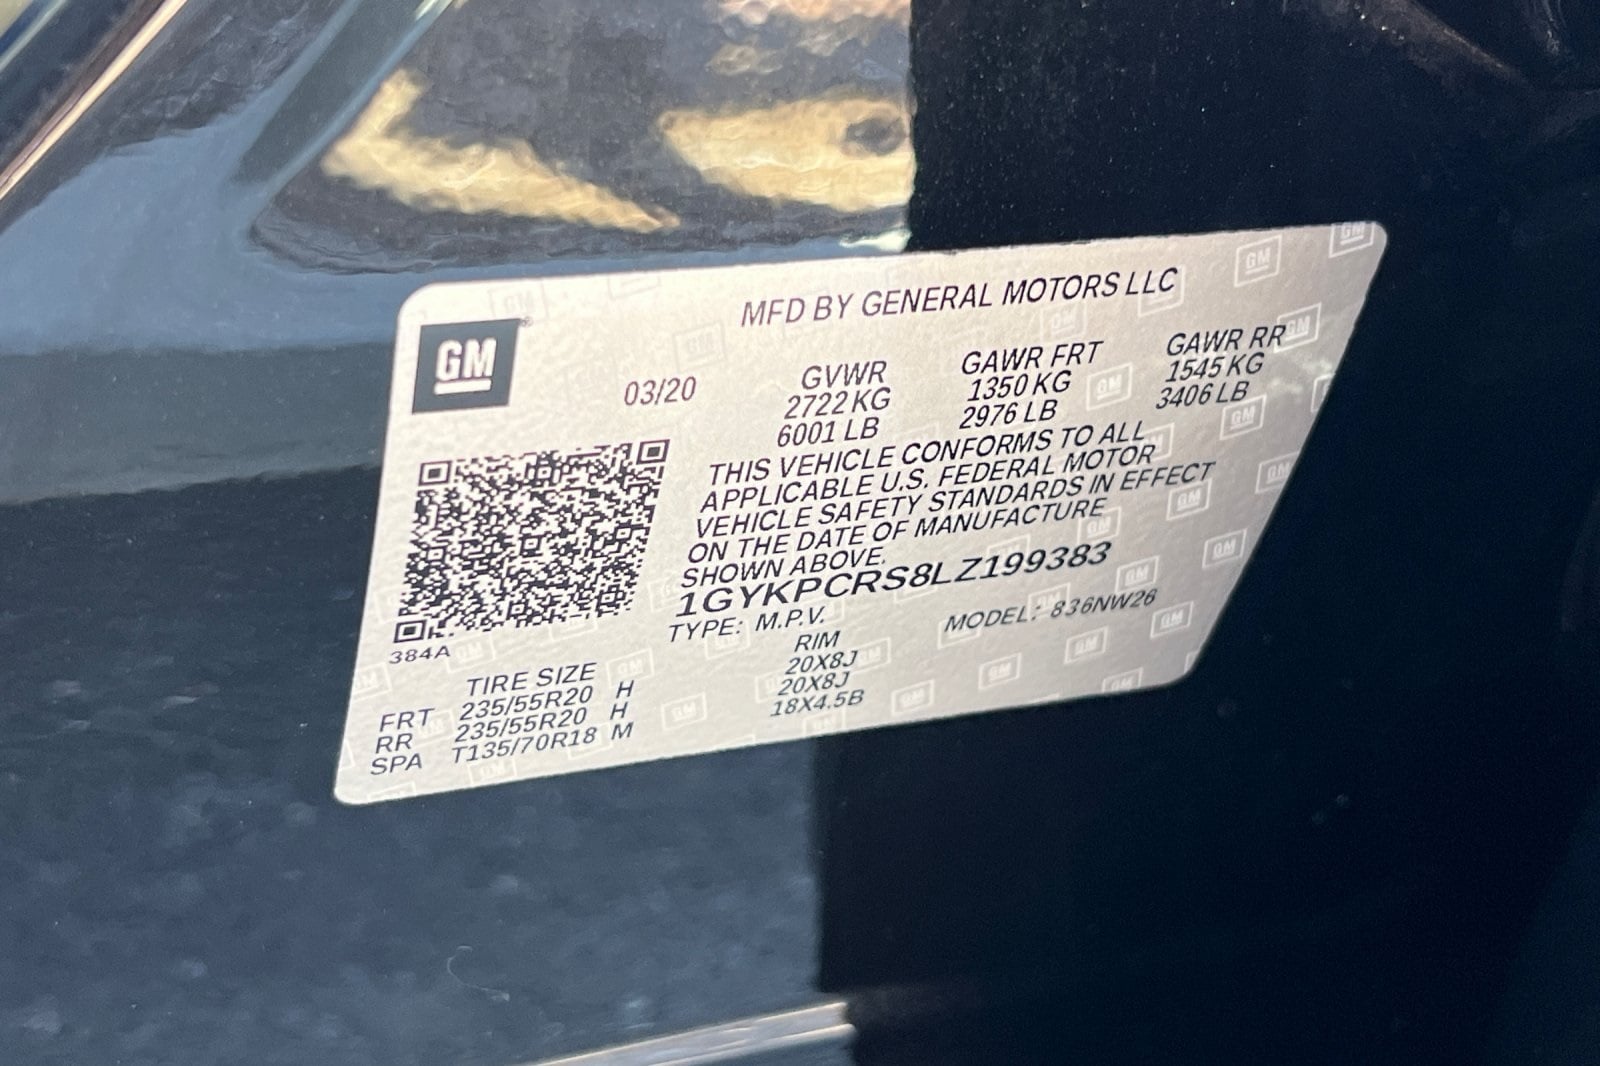 MFD BY GENERAL MOTORS LLC
GM®
03/20
GVWR GAWR FRT GAWR RR
2722 KG 1350 KG 1545 KG
6001 LB 2976 LB 3406 LB
THIS VEHICLE CONFORMS TO ALL
APPLICABLE U.S. FEDERAL MOTOR
VEHICLE SAFETY STANDARDS IN EFFECT
ON THE DATE OF MANUFACTURE
SHOWN ABOVE.
1GYKPCRS8LZ199383
TYPE: M.P.V. MODEL: 836NW26
384A
TIRE SIZE RIM
FRT 235/55R20 H 20X8J
RR 235/55R20 H 20X8J
SPA T135/70R18 M 18X4.5B